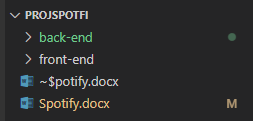 PROJSPOTFI
back-end
front-end
~$potify.docx
Spotify.docx M